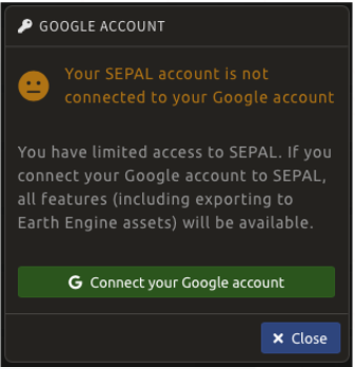 GOOGLE ACCOUNT
Your SEPAL account is not
connected to your Google account
You have limited access to SEPAL. If you
connect your Google account to SEPAL,
all features (including exporting to
Earth Engine assets) will be available.
G Connect your Google account
Close